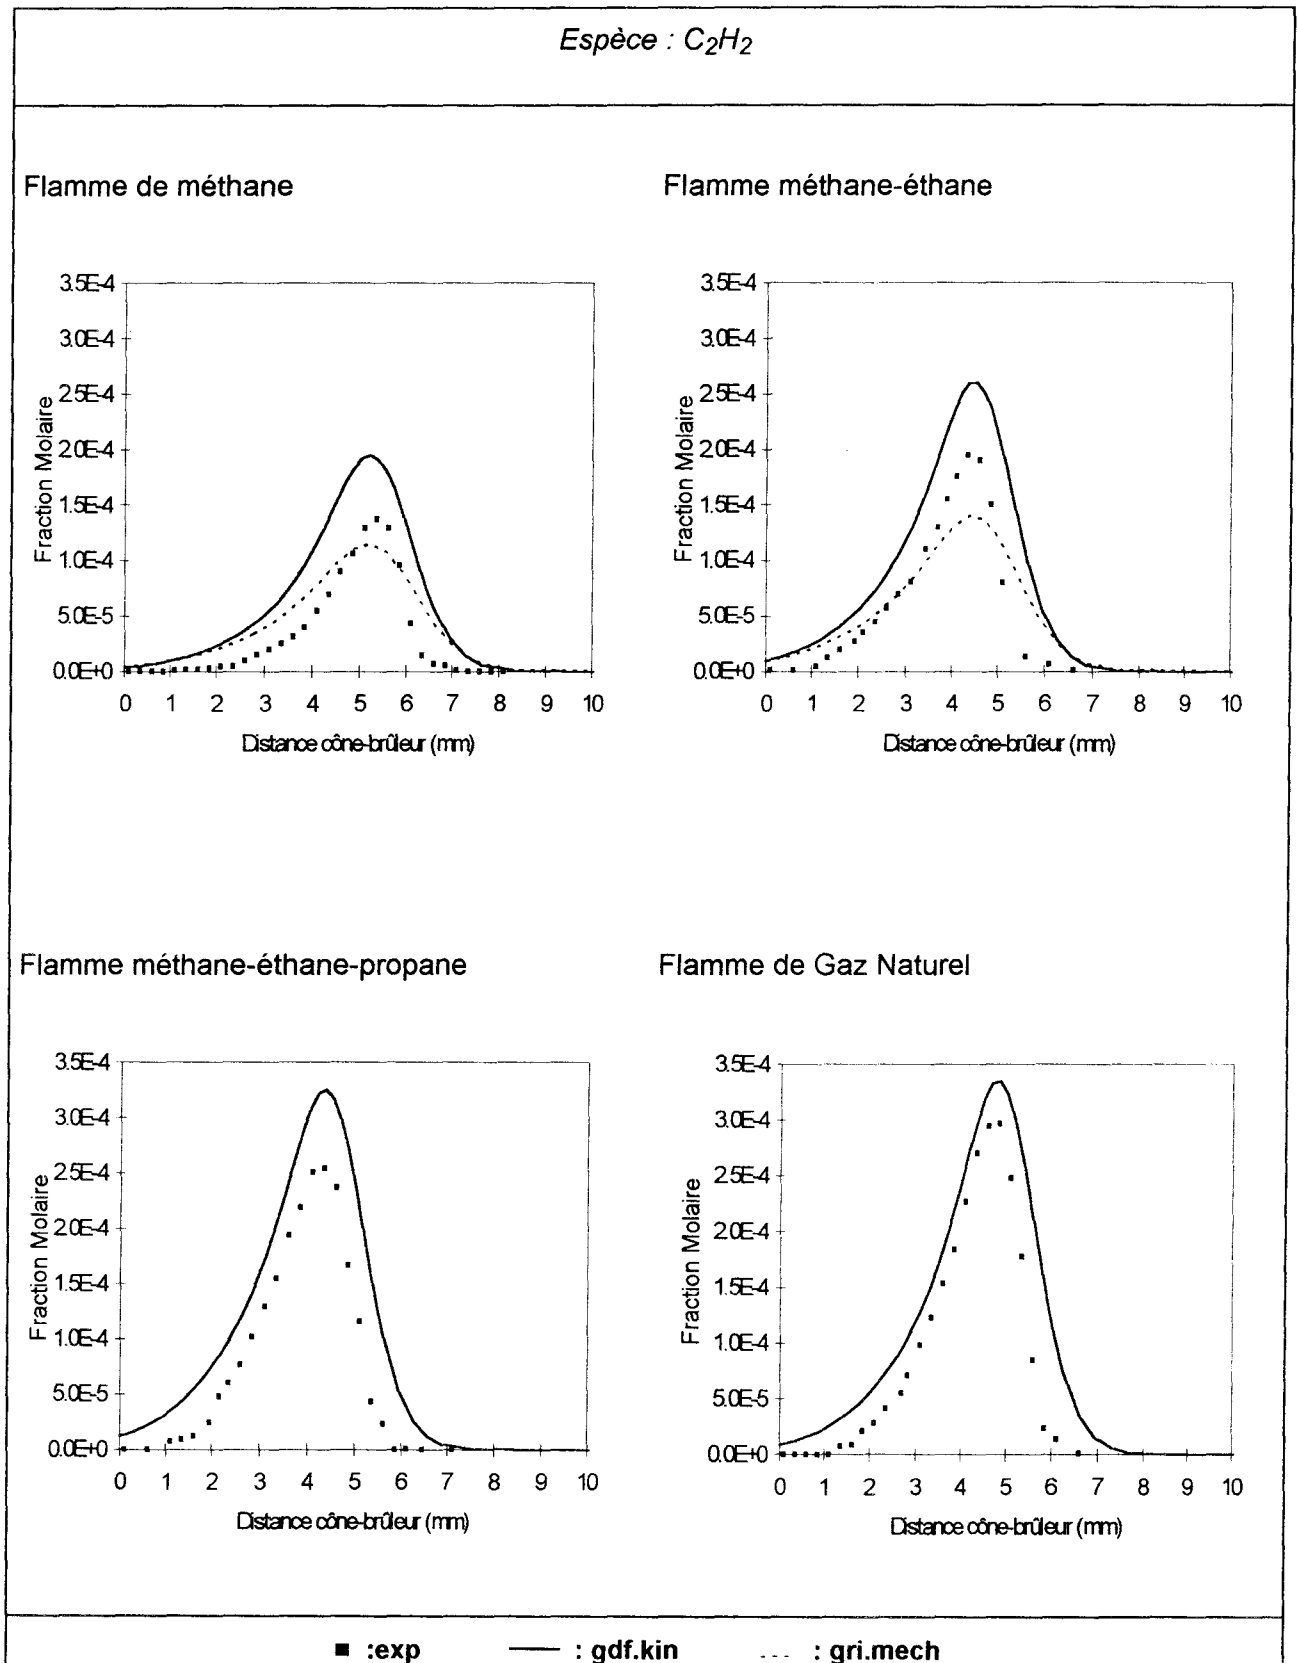 Espèce : C2H2
Flamme de méthane
Flamme méthane-éthane
3.5E-4
3.0E-4
2.5E-4
2.0E-4
1.5E-4
1.0E-4
5.0E-5
0.0E+0
Fraction Molaire
0 1 2 3 4 5 6 7 8 9 10
Distance cône-brûleur (mm)
3.5E-4
3.0E-4
2.5E-4
2.0E-4
1.5E-4
1.0E-4
5.0E-5
0.0E+0
Fraction Molaire
0 1 2 3 4 5 6 7 8 9 10
Distance cône-brûleur (mm)
Flamme méthane-éthane-propane
Flamme de Gaz Naturel
3.5E-4
3.0E-4
2.5E-4
2.0E-4
1.5E-4
1.0E-4
5.0E-5
0.0E+0
Fraction Molaire
0 1 2 3 4 5 6 7 8 9 10
Distance cône-brûleur (mm)
3.5E-4
3.0E-4
2.5E-4
2.0E-4
1.5E-4
1.0E-4
5.0E-5
0.0E+0
Fraction Molaire
0 1 2 3 4 5 6 7 8 9 10
Distance cône-brûleur (mm)
:exp : gdf.kin : gri.mech